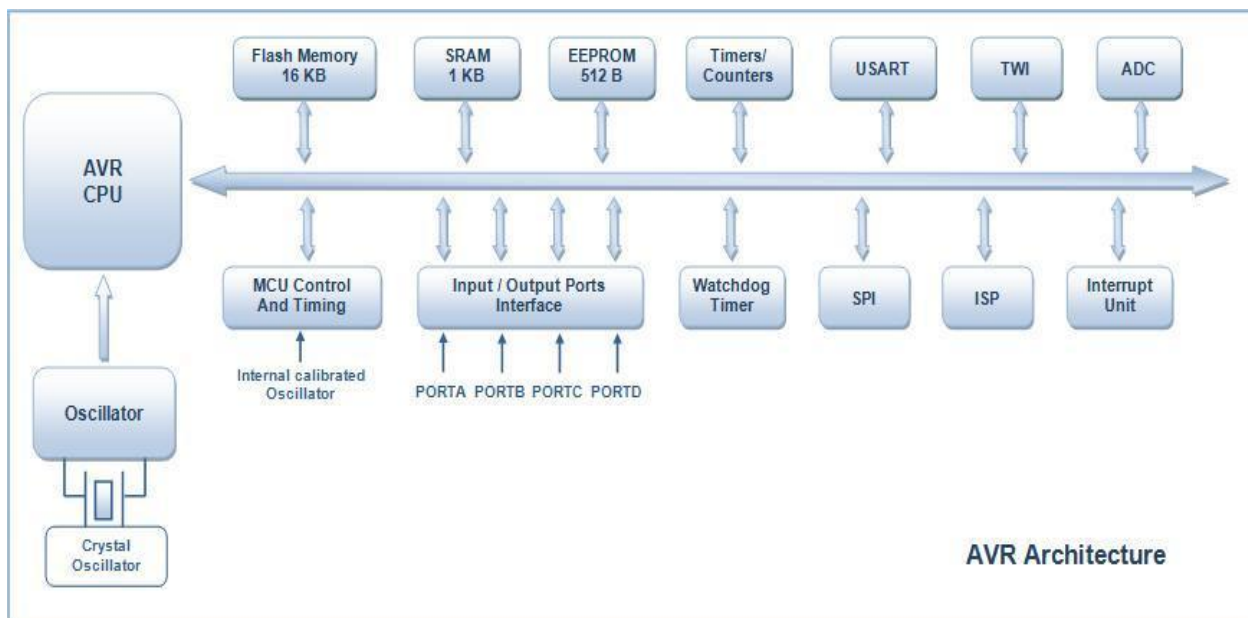 Flash Memory
16 KB
SRAM
1 KB
EEPROM
512 B
Timers/
Counters
USART
TWI
ADC
AVR
CPU
MCU Control
And Timing
Input / Output Ports
Interface
Watchdog
Timer
SPI
ISP
Interrupt
Unit
Internal calibrated
Oscillator
PORTA PORTB PORTC PORTD
Oscillator
Crystal
Oscillator
AVR Architecture